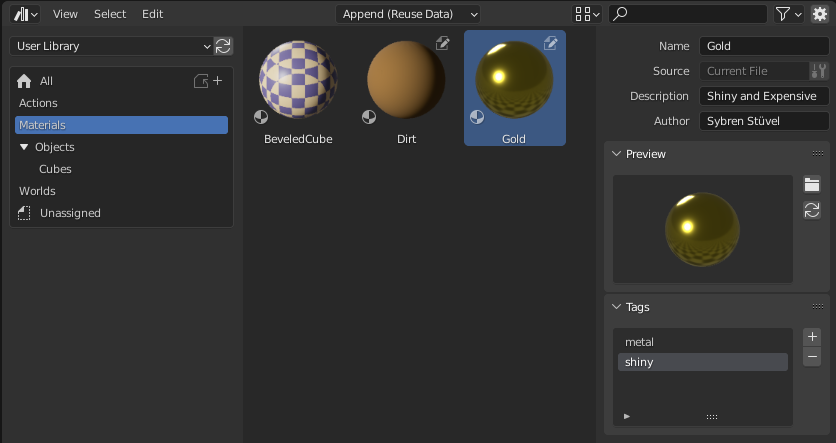 View Select Edit Append (Reuse Data)
User Library
All
Actions
Materials
Objects
Cubes
Worlds
Unassigned
BeveledCube Dirt Gold
Name Gold
Source Current File
Description Shiny and Expensive
Author Sybren Stüvel
Preview
Tags
metal
shiny